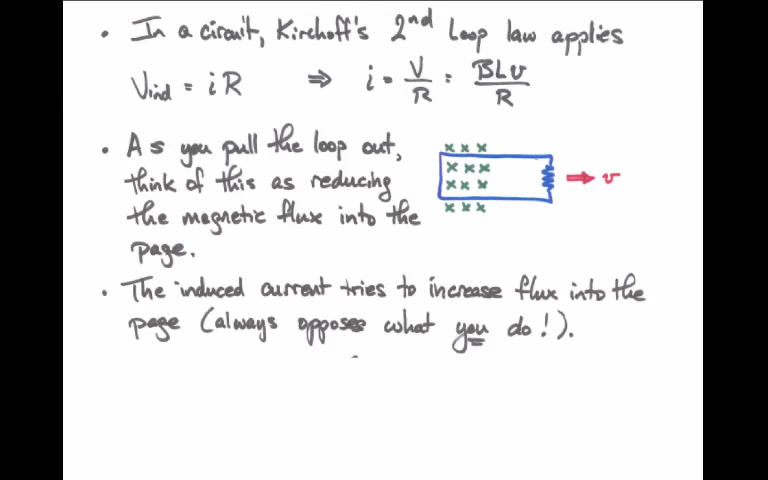 • In a circuit, Kirchoff's 2nd Loop law applies
Vind = iR ⇒ i = V/R = BLv/R
• As you pull the loop out,
think of this as reducing
the magnetic flux into the
page.
x x x
x x x
x x x
x x x
v
• The induced current tries to increase flux into the
page (always opposes what you do!).